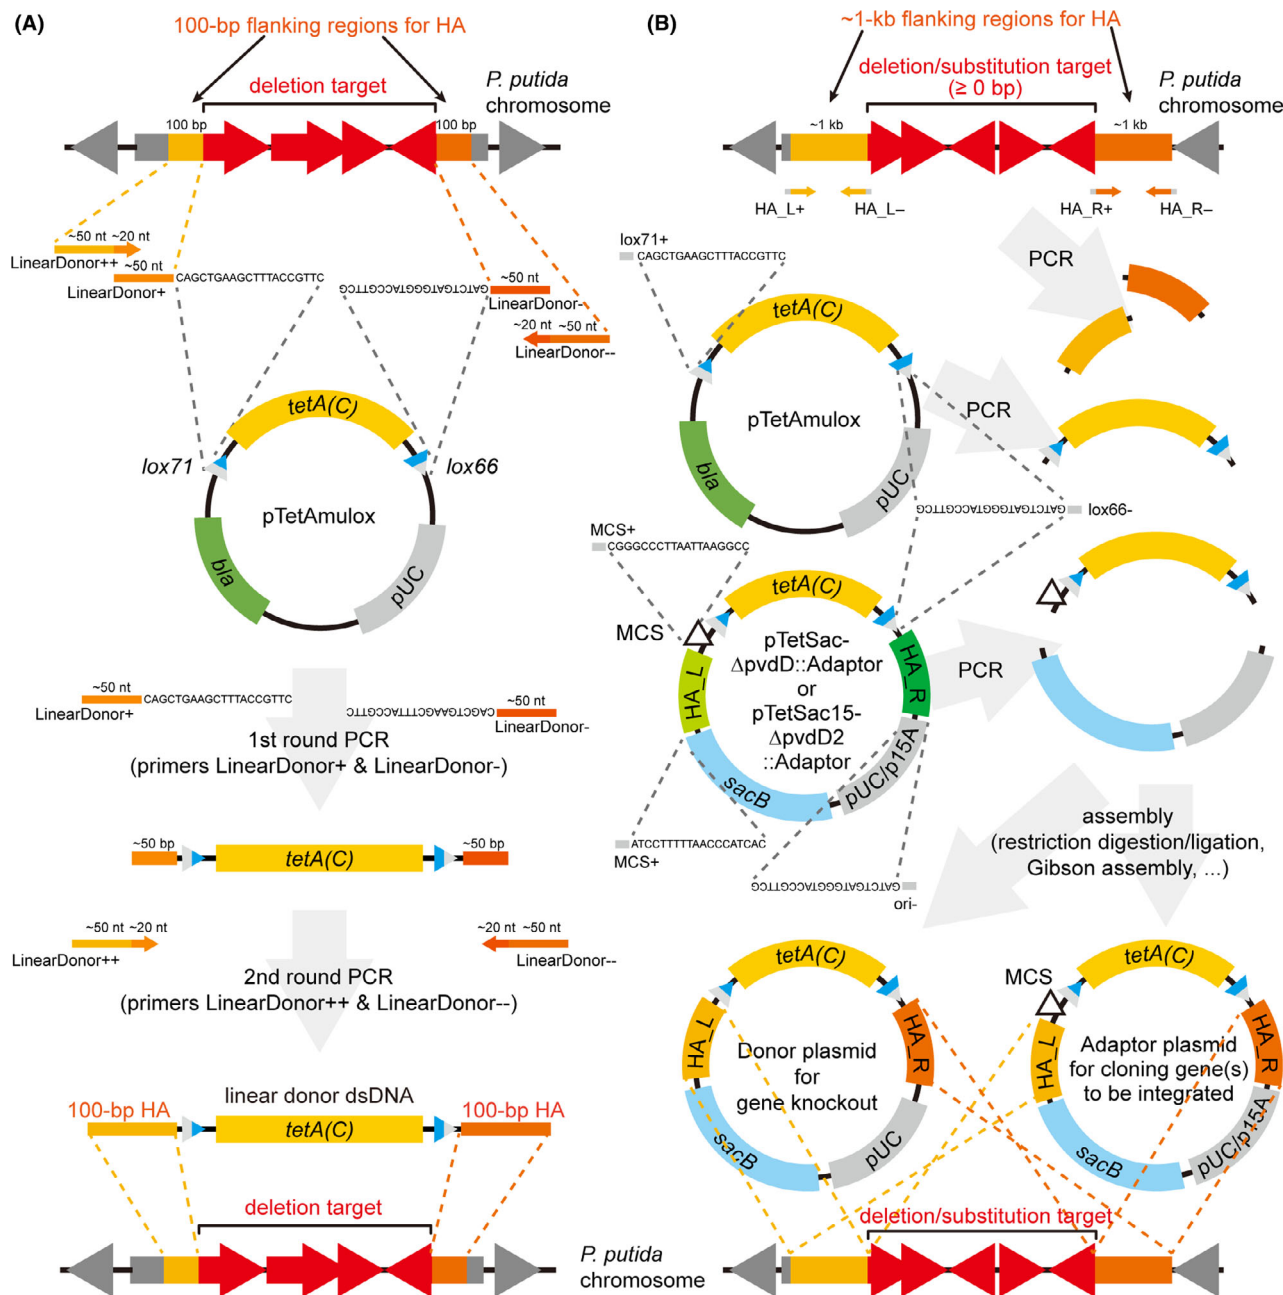 (A)
100-bp flanking regions for HA
deletion target
P. putida
chromosome
100 bp
100 bp
~50 nt ~20 nt
LinearDonor++
~50 nt
CAGCTGAAGCTTTACCGTTC
LinearDonor+
GATCTGATGGGTACCGTTCG
~50 nt
LinearDonor-
~20 nt ~50 nt
LinearDonor--
tetA(C)
lox71
lox66
pTetAmulox
bla
pUC
~50 nt
CAGCTGAAGCTTTACCGTTC
LinearDonor+
CAGCTGAAGCTTTACCGTTC
~50 nt
LinearDonor-
1st round PCR
(primers LinearDonor+ & LinearDonor-)
~50 bp
tetA(C)
~50 bp
~50 nt ~20 nt
LinearDonor++
~20 nt ~50 nt
LinearDonor--
2nd round PCR
(primers LinearDonor++ & LinearDonor--)
linear donor dsDNA
100-bp HA
tetA(C)
100-bp HA
deletion target
P. putida
chromosome
(B)
~1-kb flanking regions for HA
deletion/substitution target
(≥ 0 bp)
P. putida
chromosome
~1 kb
~1 kb
HA_L+
HA_L–
HA_R+
HA_R–
lox71+
CAGCTGAAGCTTTACCGTTC
PCR
tetA(C)
pTetAmulox
bla
pUC
PCR
GATCTGATGGGTACCGTTCG
lox66-
MCS+
CGGGCCCTTAATTAAGGCC
tetA(C)
tetA(C)
MCS
HA_L
HA_R
pTetSac-
ΔpvdD::Adaptor
or
pTetSac15-
ΔpvdD2
::Adaptor
sacB
pUC/p15A
PCR
ATCCTTTTTAACCCATCAC
MCS+
GATCTGATGGGTACCGTTCG
ori-
assembly
(restriction digestion/ligation,
Gibson assembly, ...)
tetA(C)
HA_L
HA_R
Donor plasmid
for
gene knockout
sacB
pUC
tetA(C)
MCS
HA_L
HA_R
Adaptor plasmid
for cloning gene(s)
to be integrated
sacB
pUC/p15A
deletion/substitution target